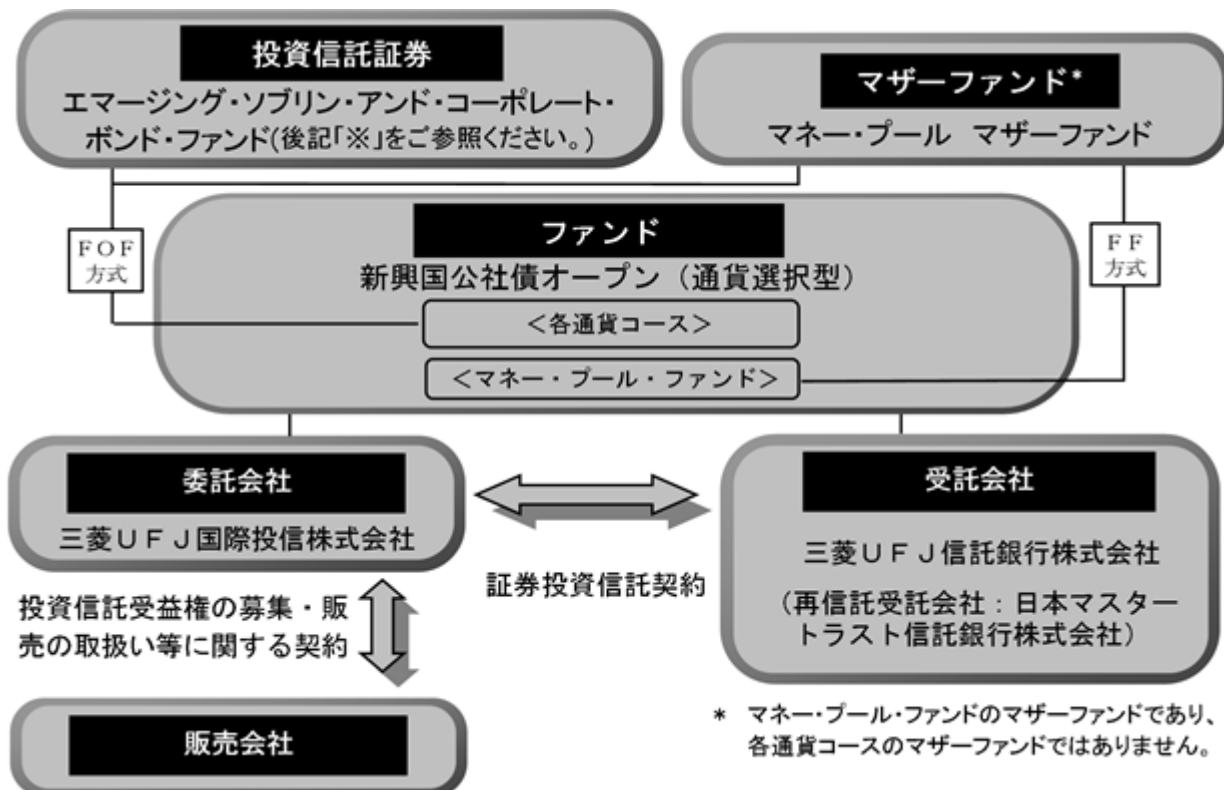 投資信託証券
エマージング・ソブリン・アンド・コーポレート・
ボンド・ファンド(後記「※」をご参照ください。)
マザーファンド*
マネー・プール　マザーファンド
ＦＯＦ
方式
ファンド
新興国公社債オープン（通貨選択型）
＜各通貨コース＞
＜マネー・プール・ファンド＞
ＦＦ
方式
委託会社
三菱ＵＦＪ国際投信株式会社
証券投資信託契約
受託会社
三菱ＵＦＪ信託銀行株式会社
（再信託受託会社：日本マスター
トラスト信託銀行株式会社）
投資信託受益権の募集・販
売の取扱い等に関する契約
販売会社
*　マネー・プール・ファンドのマザーファンドであり、
各通貨コースのマザーファンドではありません。